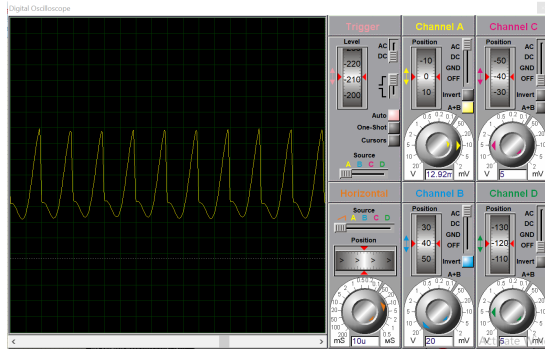 Digital Oscilloscope
Trigger
Level
-220
-210
-200
AC
DC
Auto
One-Shot
Cursors
Source
A B C D
Channel A
Position
-10
0
10
AC
DC
GND
OFF
Invert
A+B
V 12.92m mV
Channel C
Position
-50
-40
-30
AC
DC
GND
OFF
Invert
A+B
V 5 mV
Horizontal
Source
A B C D
Position
mS 10u µS
Channel B
Position
30
40
50
AC
DC
GND
OFF
Invert
A+B
V 20 mV
Channel D
Position
-130
-120
-110
AC
DC
GND
OFF
Invert
A+B
V 5 mV